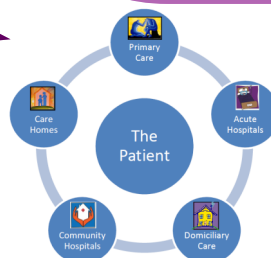 Primary
Care
Care
Homes
Acute
Hospitals
The
Patient
Community
Hospitals
Domiciliary
Care